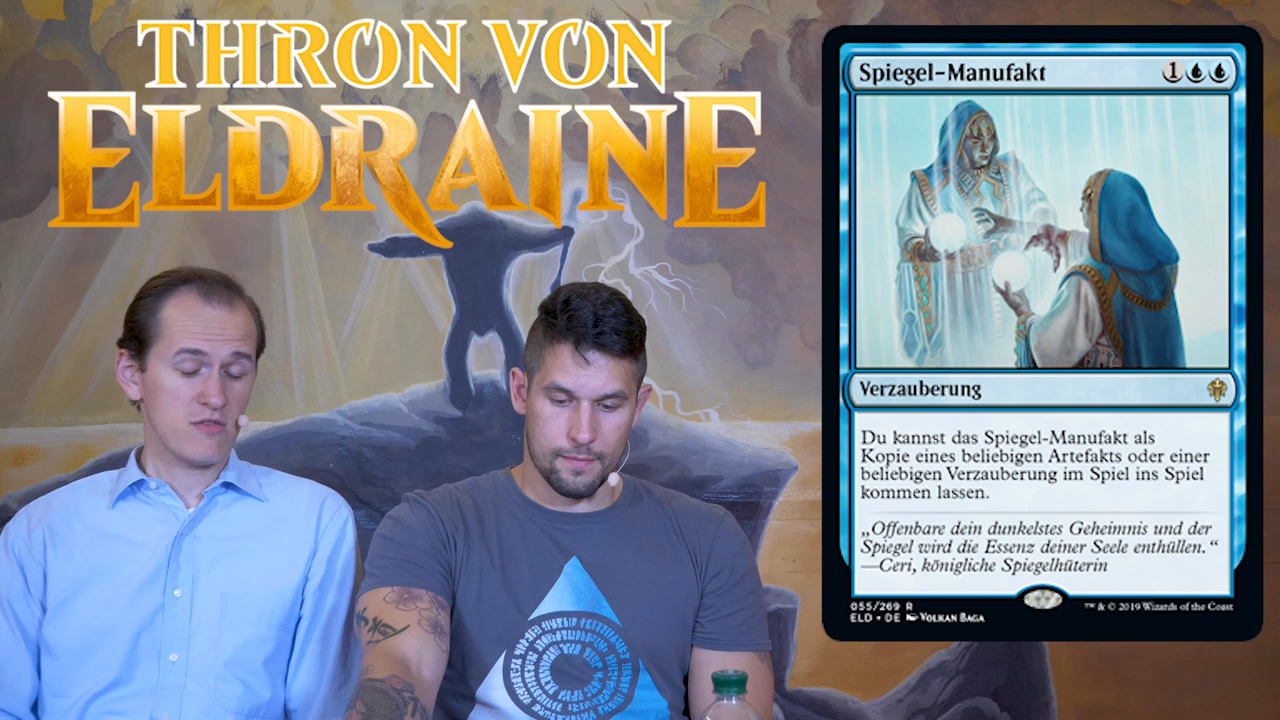 THRON VON
ELDRAINE
Spiegel-Manufakt 1
Verzauberung
Du kannst das Spiegel-Manufakt als
Kopie eines beliebigen Artefakts oder einer
beliebigen Verzauberung im Spiel ins Spiel
kommen lassen.
„Offenbare dein dunkelstes Geheimnis und der
Spiegel wird die Essenz deiner Seele enthüllen.“
—Ceri, königliche Spiegelhüterin
055/269 R
ELD • DE VOLKAN BAGA
™ & © 2019 Wizards of the Coast